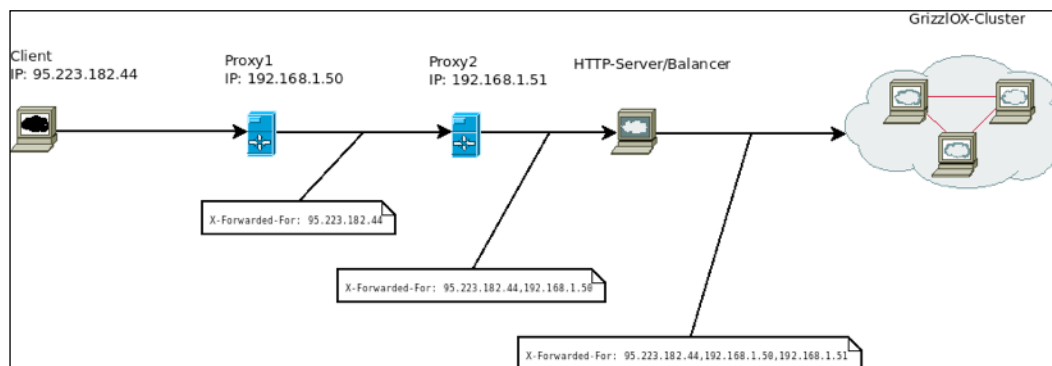 GrizzlOX-Cluster
Client
IP: 95.223.182.44
Proxy1
IP: 192.168.1.50
Proxy2
IP: 192.168.1.51
HTTP-Server/Balancer
X-Forwarded-For: 95.223.182.44
X-Forwarded-For: 95.223.182.44,192.168.1.50
X-Forwarded-For: 95.223.182.44,192.168.1.50,192.168.1.51